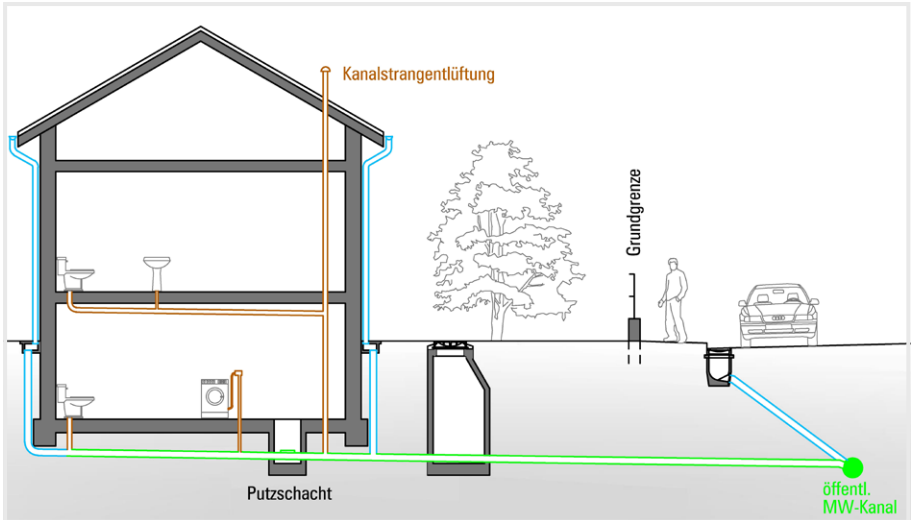 Kanalstrangentlüftung
Grundgrenze
Putzschacht
öffentl.
MW-Kanal